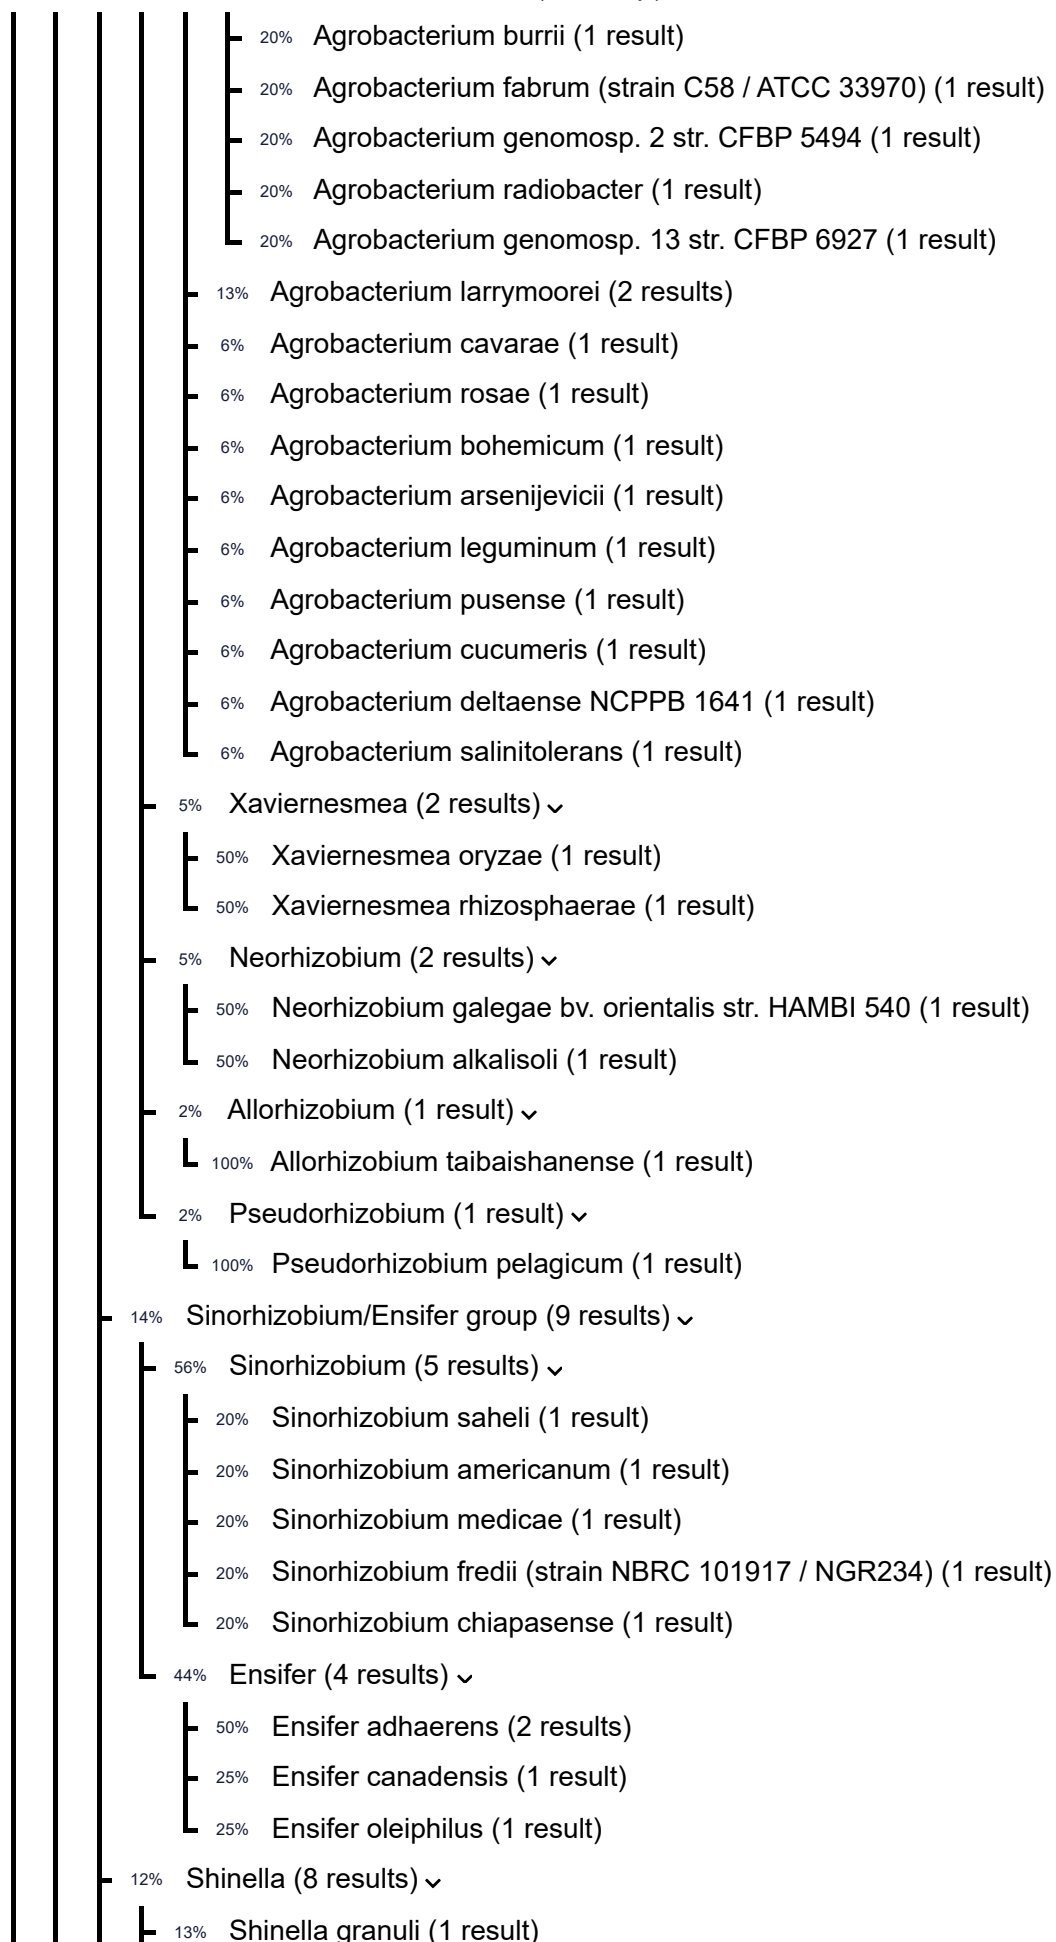 20% Agrobacterium burrii (1 result)
20% Agrobacterium fabrum (strain C58 / ATCC 33970) (1 result)
20% Agrobacterium genomosp. 2 str. CFBP 5494 (1 result)
20% Agrobacterium radiobacter (1 result)
20% Agrobacterium genomosp. 13 str. CFBP 6927 (1 result)
13% Agrobacterium larrymoorei (2 results)
6% Agrobacterium cavarae (1 result)
6% Agrobacterium rosae (1 result)
6% Agrobacterium bohemicum (1 result)
6% Agrobacterium arsenijevicii (1 result)
6% Agrobacterium leguminum (1 result)
6% Agrobacterium pusense (1 result)
6% Agrobacterium cucumeris (1 result)
6% Agrobacterium deltaense NCPPB 1641 (1 result)
6% Agrobacterium salinitolerans (1 result)
5% Xaviernesmea (2 results)
50% Xaviernesmea oryzae (1 result)
50% Xaviernesmea rhizosphaerae (1 result)
5% Neorhizobium (2 results)
50% Neorhizobium galegae bv. orientalis str. HAMBI 540 (1 result)
50% Neorhizobium alkalisoli (1 result)
2% Allorhizobium (1 result)
100% Allorhizobium taibaishanense (1 result)
2% Pseudorhizobium (1 result)
100% Pseudorhizobium pelagicum (1 result)
14% Sinorhizobium/Ensifer group (9 results)
56% Sinorhizobium (5 results)
20% Sinorhizobium saheli (1 result)
20% Sinorhizobium americanum (1 result)
20% Sinorhizobium medicae (1 result)
20% Sinorhizobium fredii (strain NBRC 101917 / NGR234) (1 result)
20% Sinorhizobium chiapasense (1 result)
44% Ensifer (4 results)
50% Ensifer adhaerens (2 results)
25% Ensifer canadensis (1 result)
25% Ensifer oleiphilus (1 result)
12% Shinella (8 results)
13% Shinella granuli (1 result)